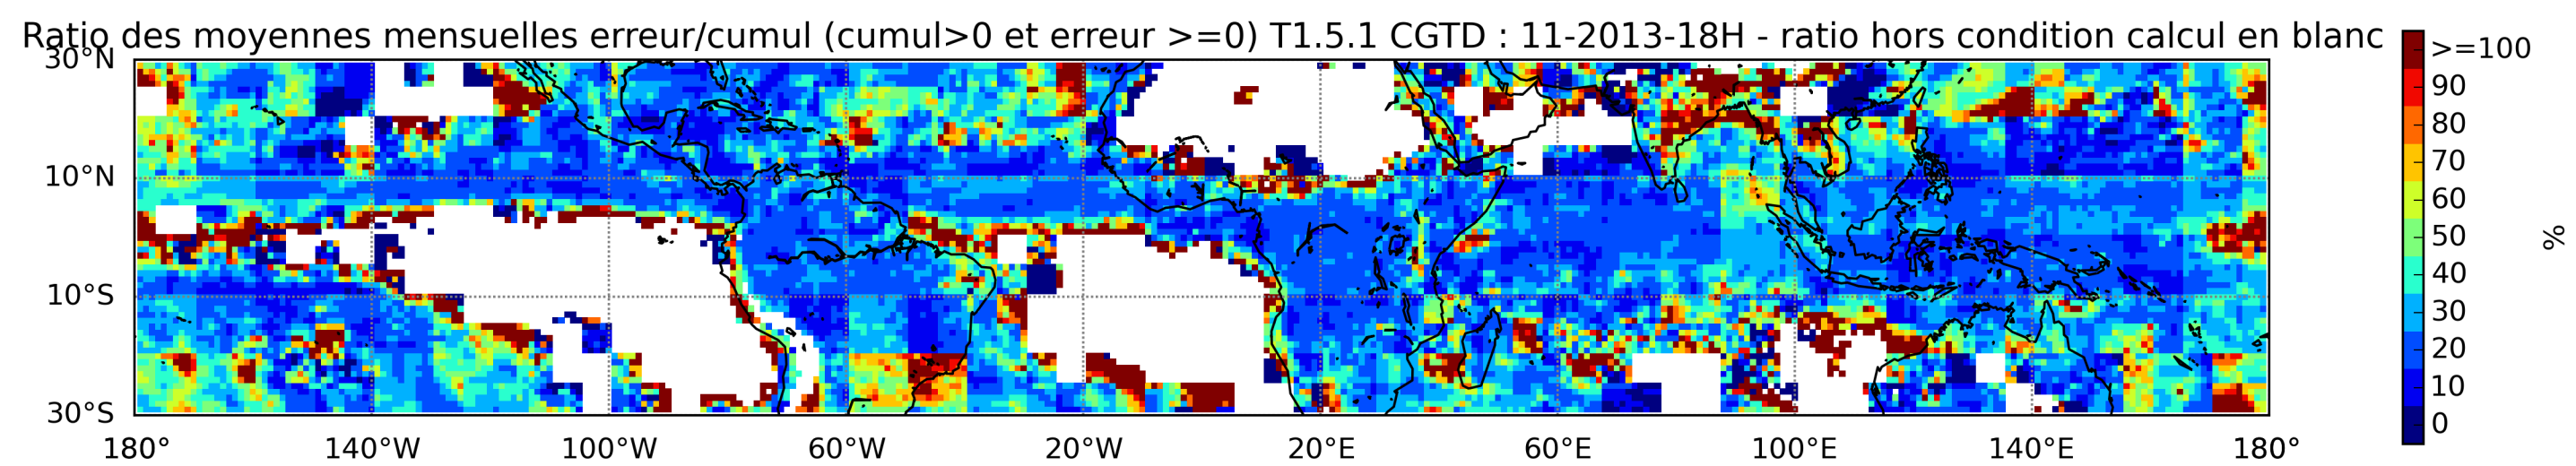 Ratio des moyennes mensuelles erreur/cumul (cumul>0 et erreur >=0) T1.5.1 CGTD : 11-2013-18H - ratio hors condition calcul en blanc
30°N
10°N
10°S
30°S
180° 140°W 100°W 60°W 20°W 20°E 60°E 100°E 140°E 180°
>=100
90
80
70
60
50
40
30
20
10
0
%